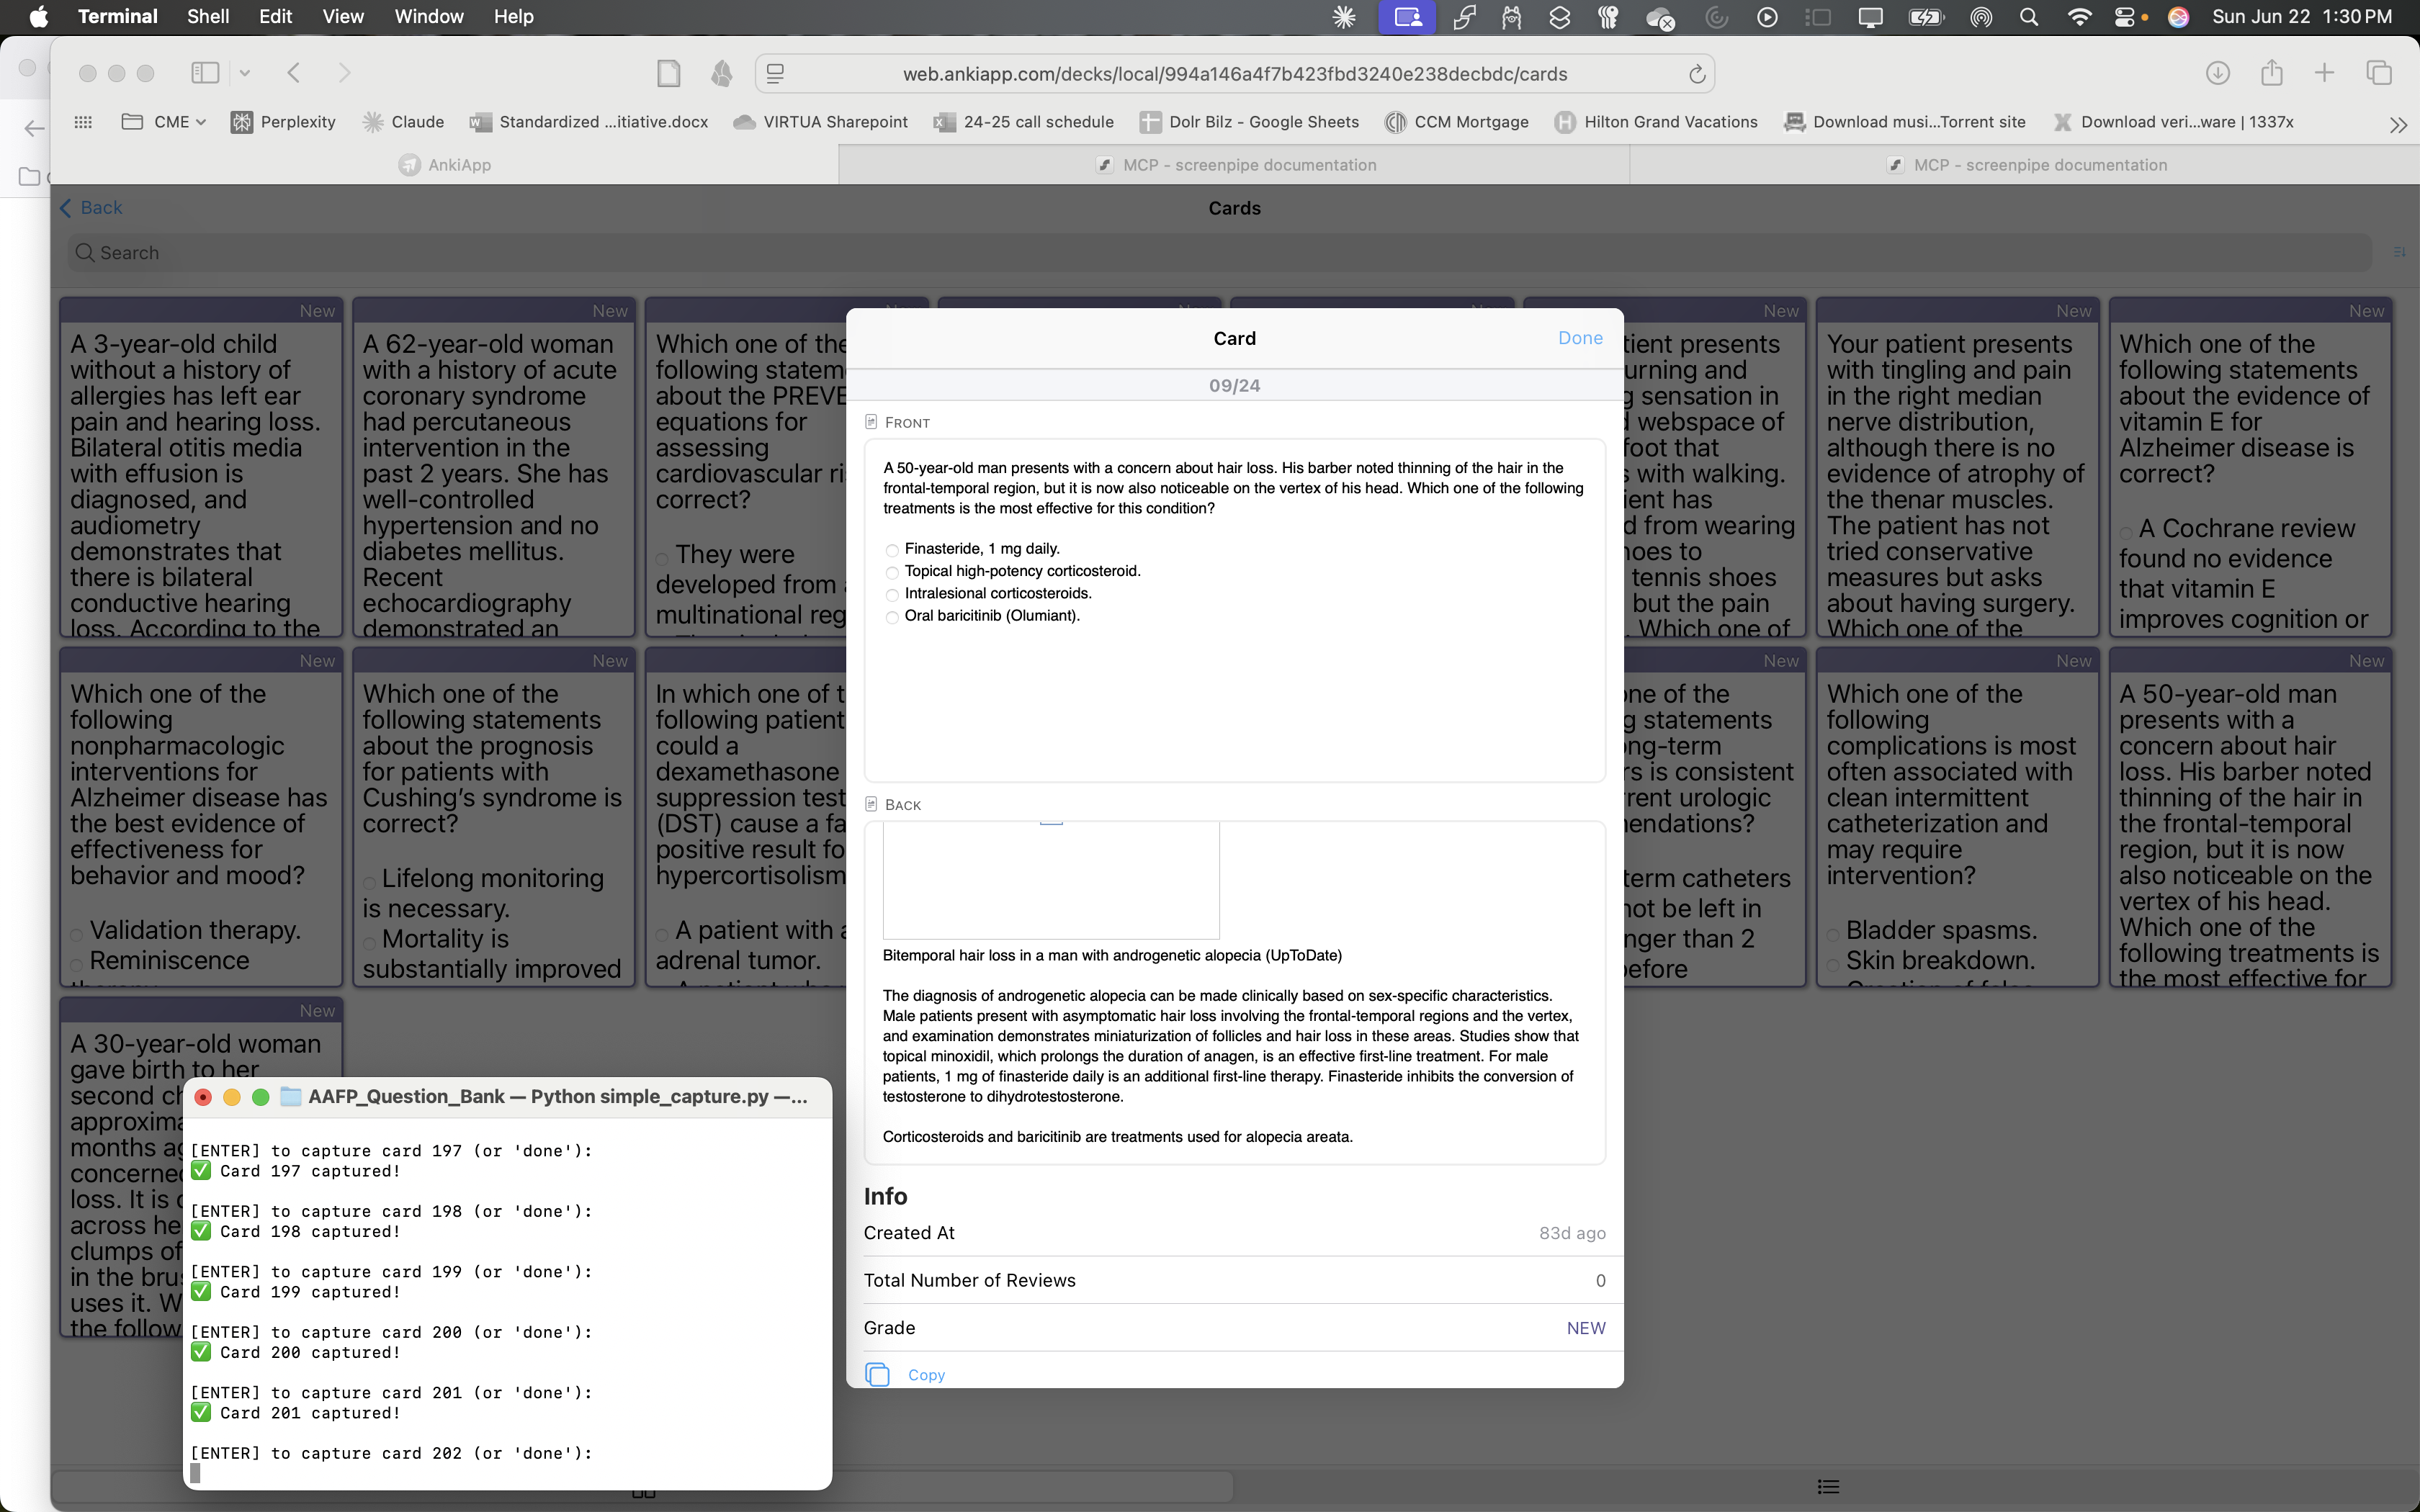 Terminal Shell Edit View Window Help
Sun Jun 22 1:30 PM
web.ankiapp.com/decks/local/994a146a4f7b423fbd3240e238decbdc/cards
CME Perplexity Claude Standardized ...itiative.docx VIRTUA Sharepoint 24-25 call schedule Dolr Bilz - Google Sheets CCM Mortgage Hilton Grand Vacations Download musi...Torrent site Download veri...ware | 1337x
AnkiApp MCP - screenpipe documentation MCP - screenpipe documentation
Back
Cards
Search
New
A 3-year-old child
without a history of
allergies has left ear
pain and hearing loss.
Bilateral otitis media
with effusion is
diagnosed, and
audiometry
demonstrates that
there is bilateral
conductive hearing
loss. According to the
New
A 62-year-old woman
with a history of acute
coronary syndrome
had percutaneous
intervention in the
past 2 years. She has
well-controlled
hypertension and no
diabetes mellitus.
Recent
echocardiography
demonstrated an
Which one of the
following statem
about the PREVE
equations for
assessing
cardiovascular ri
correct?
They were
developed from
multinational reg
New
tient presents
urning and
g sensation in
d webspace of
foot that
s with walking.
ient has
d from wearing
hoes to
tennis shoes
but the pain
. Which one of
New
Your patient presents
with tingling and pain
in the right median
nerve distribution,
although there is no
evidence of atrophy of
the thenar muscles.
The patient has not
tried conservative
measures but asks
about having surgery.
Which one of the
New
Which one of the
following statements
about the evidence of
vitamin E for
Alzheimer disease is
correct?
A Cochrane review
found no evidence
that vitamin E
improves cognition or
New
Which one of the
following
nonpharmacologic
interventions for
Alzheimer disease has
the best evidence of
effectiveness for
behavior and mood?
Validation therapy.
Reminiscence
New
Which one of the
following statements
about the prognosis
for patients with
Cushing's syndrome is
correct?
Lifelong monitoring
is necessary.
Mortality is
substantially improved
In which one of t
following patient
could a
dexamethasone
suppression test
(DST) cause a fa
positive result fo
hypercortisolism
A patient with a
adrenal tumor.
New
one of the
g statements
ong-term
rs is consistent
rent urologic
nendations?
term catheters
not be left in
nger than 2
before
New
Which one of the
following
complications is most
often associated with
clean intermittent
catheterization and
may require
intervention?
Bladder spasms.
Skin breakdown.
New
A 50-year-old man
presents with a
concern about hair
loss. His barber noted
thinning of the hair in
the frontal-temporal
region, but it is now
also noticeable on the
vertex of his head.
Which one of the
following treatments is
the most effective for
New
A 30-year-old woman
gave birth to her
second ch
approxima
months ag
concerned
loss. It is d
across he
clumps of
in the brus
uses it. W
the follow
Card
Done
09/24
FRONT
A 50-year-old man presents with a concern about hair loss. His barber noted thinning of the hair in the
frontal-temporal region, but it is now also noticeable on the vertex of his head. Which one of the following
treatments is the most effective for this condition?
Finasteride, 1 mg daily.
Topical high-potency corticosteroid.
Intralesional corticosteroids.
Oral baricitinib (Olumiant).
BACK
Bitemporal hair loss in a man with androgenetic alopecia (UpToDate)
The diagnosis of androgenetic alopecia can be made clinically based on sex-specific characteristics.
Male patients present with asymptomatic hair loss involving the frontal-temporal regions and the vertex,
and examination demonstrates miniaturization of follicles and hair loss in these areas. Studies show that
topical minoxidil, which prolongs the duration of anagen, is an effective first-line treatment. For male
patients, 1 mg of finasteride daily is an additional first-line therapy. Finasteride inhibits the conversion of
testosterone to dihydrotestosterone.
Corticosteroids and baricitinib are treatments used for alopecia areata.
Info
Created At 83d ago
Total Number of Reviews 0
Grade NEW
Copy
AAFP_Question_Bank — Python simple_capture.py —...
[ENTER] to capture card 197 (or 'done'):
✅ Card 197 captured!
[ENTER] to capture card 198 (or 'done'):
✅ Card 198 captured!
[ENTER] to capture card 199 (or 'done'):
✅ Card 199 captured!
[ENTER] to capture card 200 (or 'done'):
✅ Card 200 captured!
[ENTER] to capture card 201 (or 'done'):
✅ Card 201 captured!
[ENTER] to capture card 202 (or 'done'):